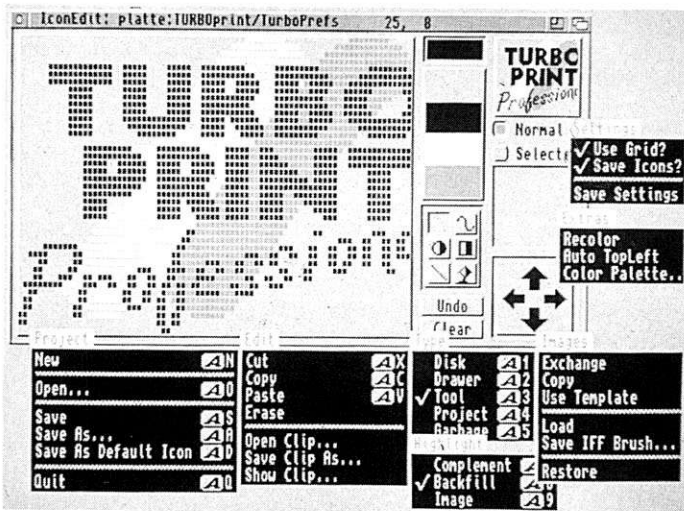 IconEdit: platte:TURBOprint/TurboPrefs 25, 8
TURBO
PRINT
Professional
TURBO
PRINT
Professional
Normal
Selecte
Undo
Clear
Settings
✓ Use Grid?
✓ Save Icons?
Save Settings
Extras
Recolor
Auto TopLeft
Color Palette..
Project
New A N
Open... A O
Save A S
Save As... A A
Save As Default Icon A D
Quit A Q
Edit
Cut A X
Copy A C
Paste A V
Erase
Open Clip...
Save Clip As...
Show Clip...
Type
Disk A 1
Drawer A 2
✓ Tool A 3
Project A 4
Garbage A 5
Highlight
Complement A
✓ Backfill A
Image A 9
Images
Exchange
Copy
Use Template
Load
Save IFF Brush...
Restore